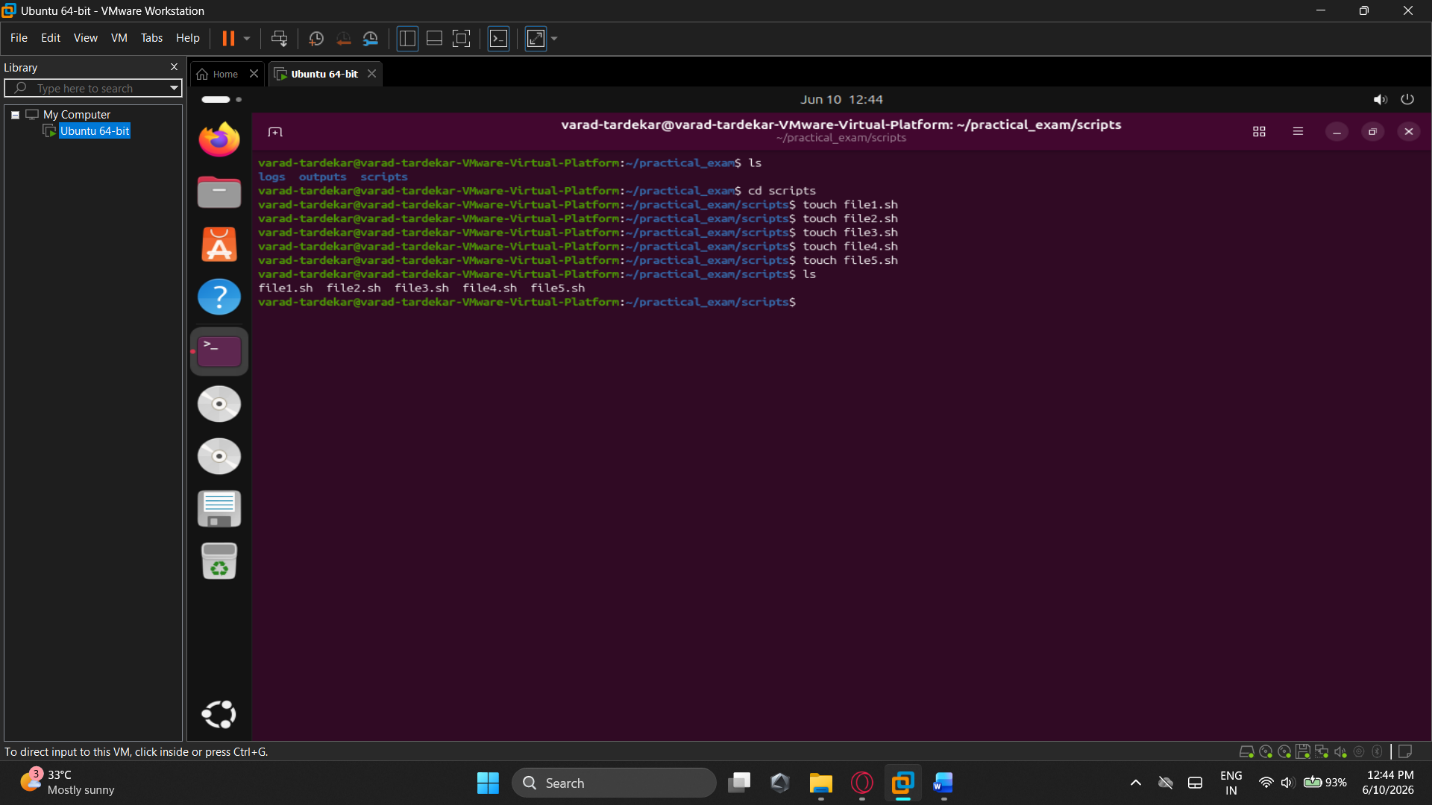 Ubuntu 64-bit - VMware Workstation
File Edit View VM Tabs Help
Library
Type here to search
My Computer
Ubuntu 64-bit
Home
Ubuntu 64-bit
Jun 10 12:44
varad-tardekar@varad-tardekar-VMware-Virtual-Platform: ~/practical_exam/scripts
~/practical_exam/scripts
varad-tardekar@varad-tardekar-VMware-Virtual-Platform:~/practical_exam$ ls
logs outputs scripts
varad-tardekar@varad-tardekar-VMware-Virtual-Platform:~/practical_exam$ cd scripts
varad-tardekar@varad-tardekar-VMware-Virtual-Platform:~/practical_exam/scripts$ touch file1.sh
varad-tardekar@varad-tardekar-VMware-Virtual-Platform:~/practical_exam/scripts$ touch file2.sh
varad-tardekar@varad-tardekar-VMware-Virtual-Platform:~/practical_exam/scripts$ touch file3.sh
varad-tardekar@varad-tardekar-VMware-Virtual-Platform:~/practical_exam/scripts$ touch file4.sh
varad-tardekar@varad-tardekar-VMware-Virtual-Platform:~/practical_exam/scripts$ touch file5.sh
varad-tardekar@varad-tardekar-VMware-Virtual-Platform:~/practical_exam/scripts$ ls
file1.sh file2.sh file3.sh file4.sh file5.sh
varad-tardekar@varad-tardekar-VMware-Virtual-Platform:~/practical_exam/scripts$
To direct input to this VM, click inside or press Ctrl+G.
3
33°C
Mostly sunny
Search
ENG
IN
93%
12:44 PM
6/10/2026